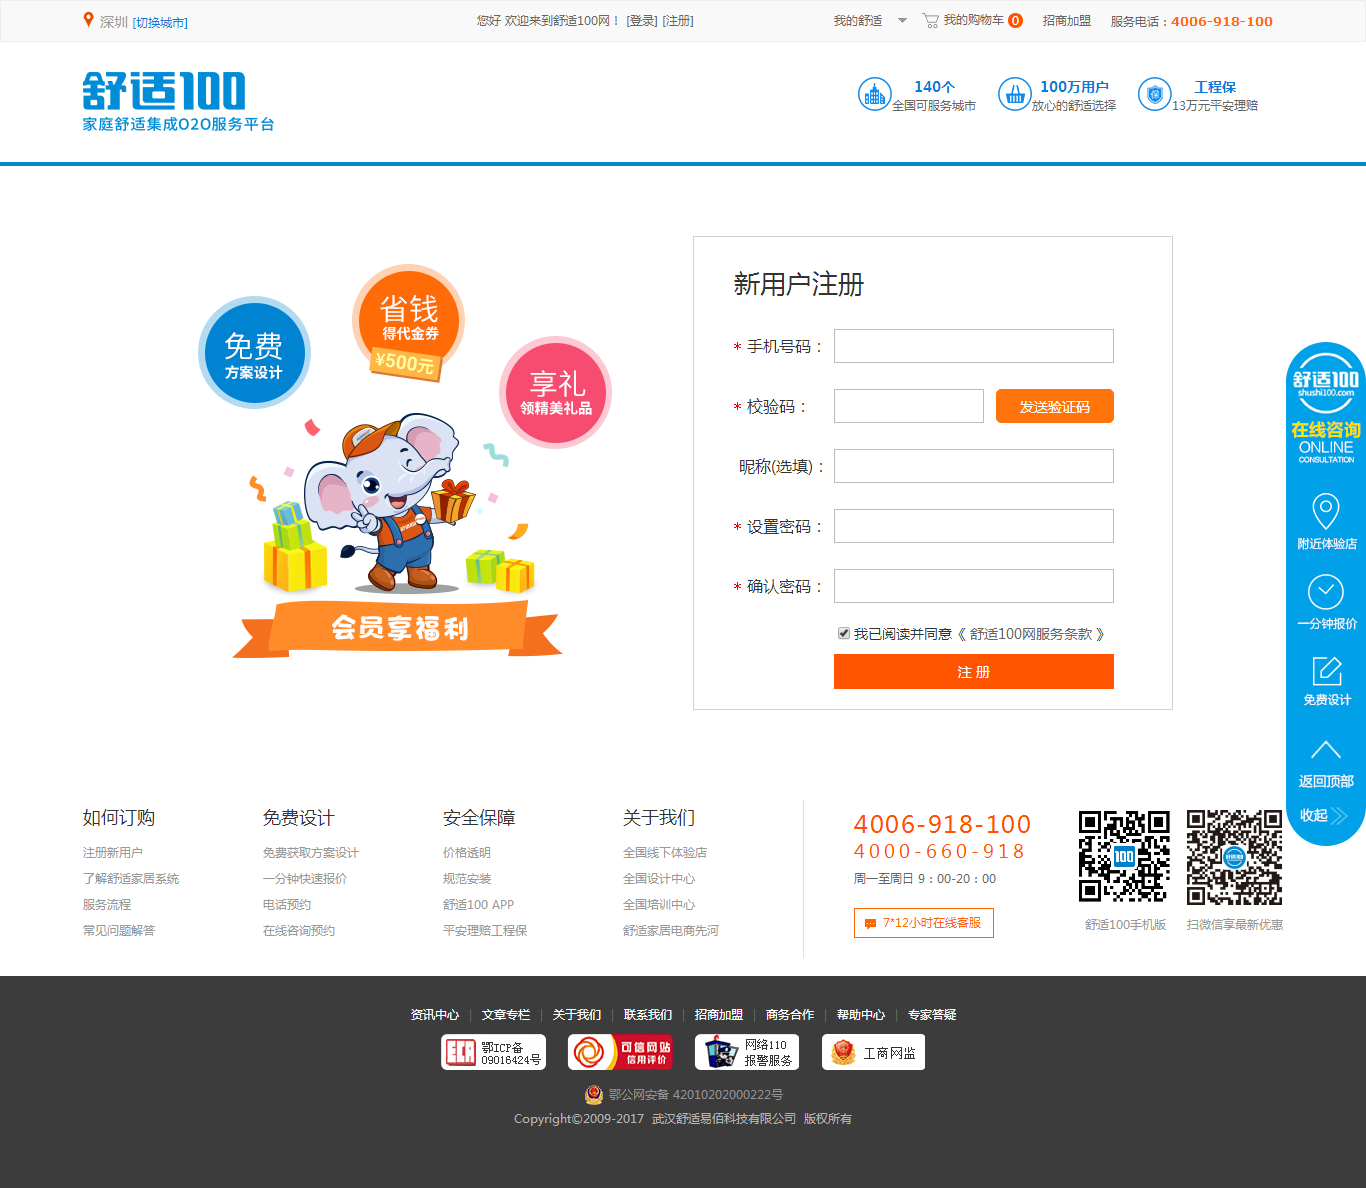 深圳 [切换城市]
您好 欢迎来到舒适100网！ [登录] [注册]
我的舒适 我的购物车 0 招商加盟 服务电话：4006-918-100
舒适100
家庭舒适集成O2O服务平台
140个
全国可服务城市
100万用户
放心的舒适选择
保
工程保
13万元平安理赔
免费
方案设计
省钱
得代金券
¥500元
享礼
领精美礼品
会员享福利
新用户注册
* 手机号码：
* 校验码：
发送验证码
昵称(选填)：
* 设置密码：
* 确认密码：
我已阅读并同意《 舒适100网服务条款 》
注 册
舒适100
shushi100.com
在线咨询
ONLINE
CONSULTATION
附近体验店
一分钟报价
免费设计
返回顶部
收起
如何订购
注册新用户
了解舒适家居系统
服务流程
常见问题解答
免费设计
免费获取方案设计
一分钟快速报价
电话预约
在线咨询预约
安全保障
价格透明
规范安装
舒适100 APP
平安理赔工程保
关于我们
全国线下体验店
全国设计中心
全国培训中心
舒适家居电商先河
4006-918-100
4000-660-918
周一至周日 9：00-20：00
7*12小时在线客服
100
舒适100手机版
舒适100
扫微信享最新优惠
资讯中心 | 文章专栏 | 关于我们 | 联系我们 | 招商加盟 | 商务合作 | 帮助中心 | 专家答疑
鄂ICP备
09016424号
可信网站
信用评价
网络110
报警服务
工商网监
鄂公网安备 42010202000222号
Copyright©2009-2017 武汉舒适易佰科技有限公司 版权所有